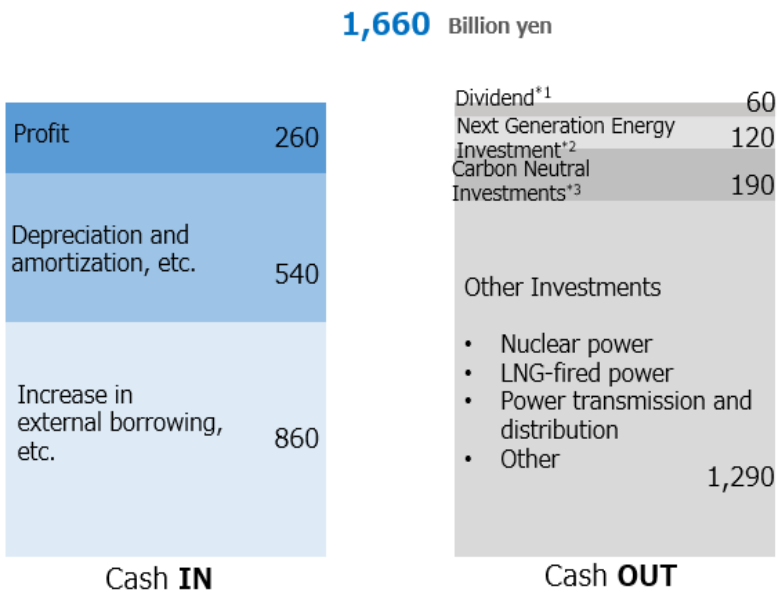 1,660 Billion yen
Profit 260
Depreciation and
amortization, etc.
540
Increase in
external borrowing,
etc.
860
Cash IN
Dividend*1 60
Next Generation Energy
Investment*2 120
Carbon Neutral
Investments*3 190
Other Investments
• Nuclear power
• LNG-fired power
• Power transmission and
distribution
• Other
1,290
Cash OUT